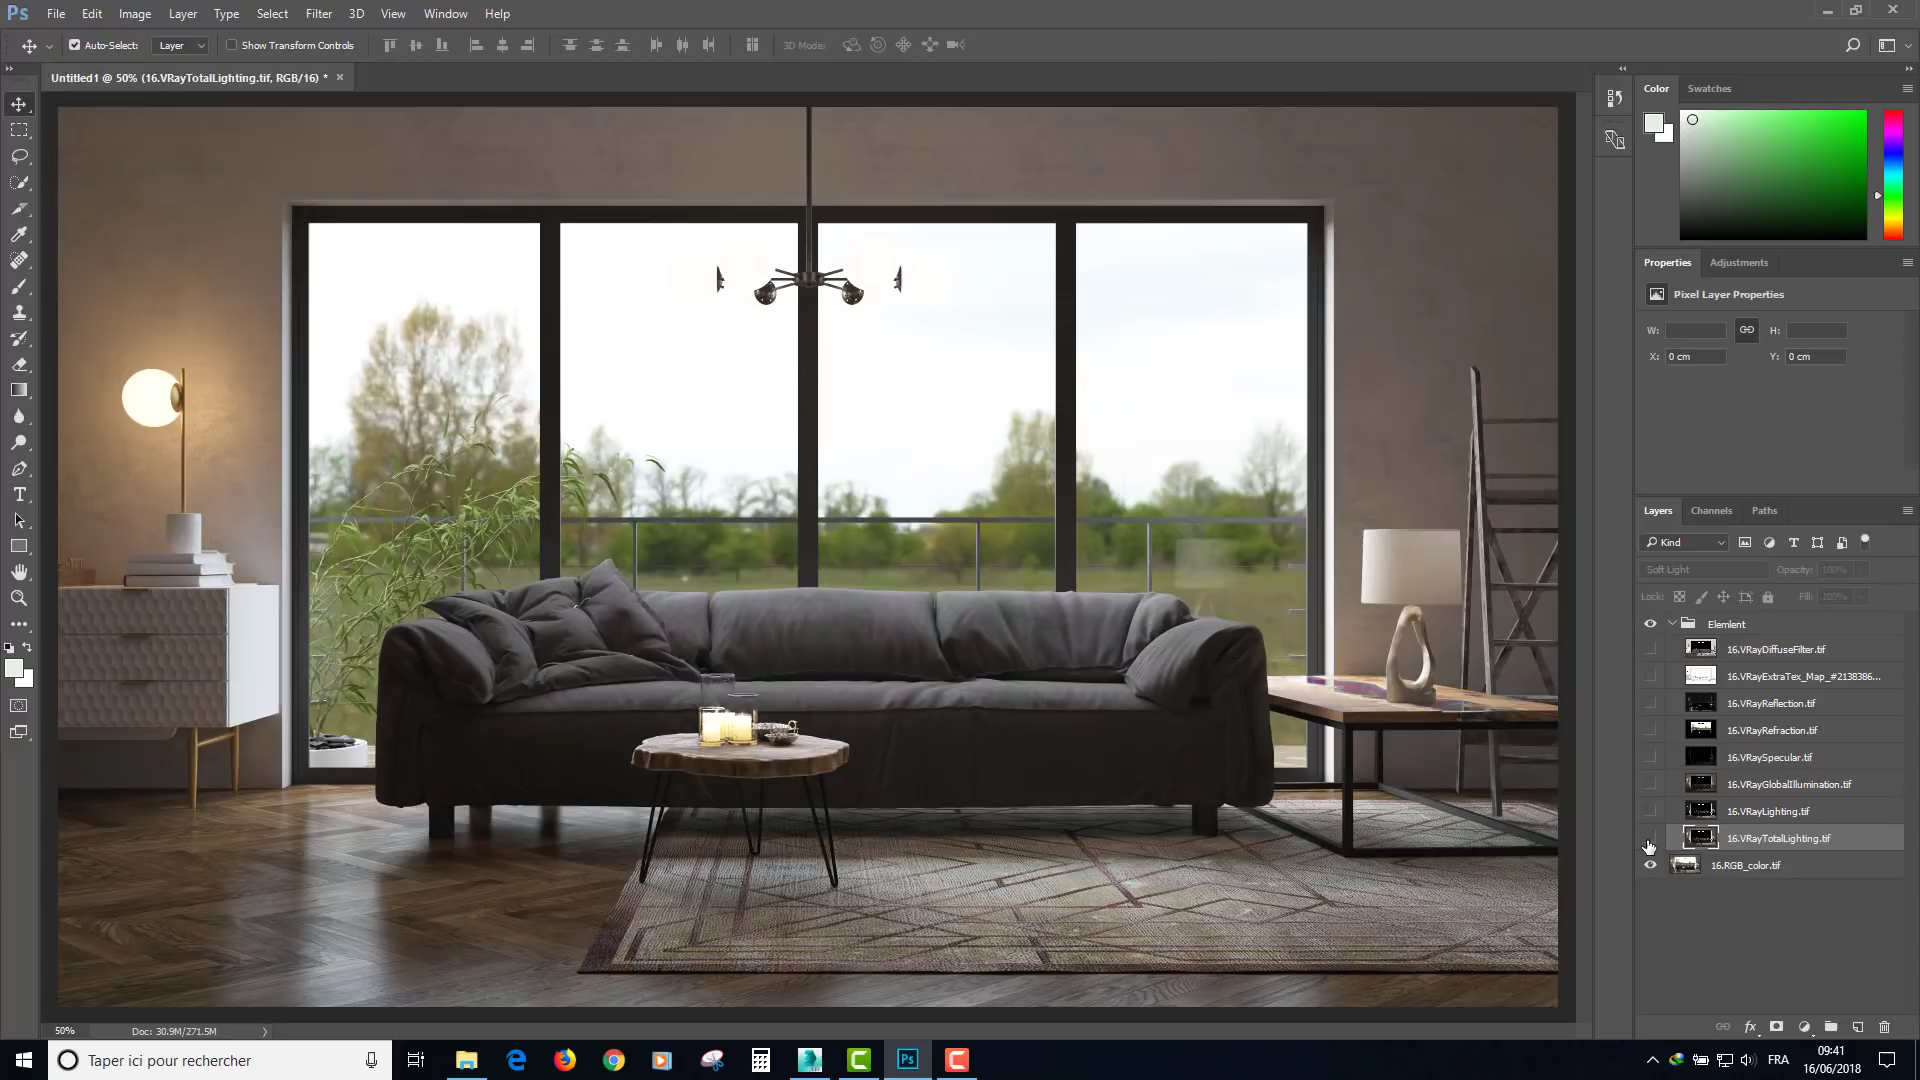 Ps File Edit Image Layer Type Select Filter 3D View Window Help
Auto-Select: Layer Show Transform Controls 3D Mode:
Untitled1 @ 50% (16.VRayTotalLighting.tif, RGB/16) * ×
Color Swatches
Properties Adjustments
Pixel Layer Properties
W: H:
X: 0 cm Y: 0 cm
Layers Channels Paths
Kind
Soft Light Opacity: 100%
Lock: Fill: 100%
Elemlent
16.VRayDiffuseFilter.tif
16.VRayExtraTex_Map_#2138386...
16.VRayReflection.tif
16.VRayRefraction.tif
16.VRaySpecular.tif
16.VRayGlobalIllumination.tif
16.VRayLighting.tif
16.VRayTotalLighting.tif
16.RGB_color.tif
50% Doc: 30.9M/271.5M
Taper ici pour rechercher
Ps
FRA
09:41
16/06/2018